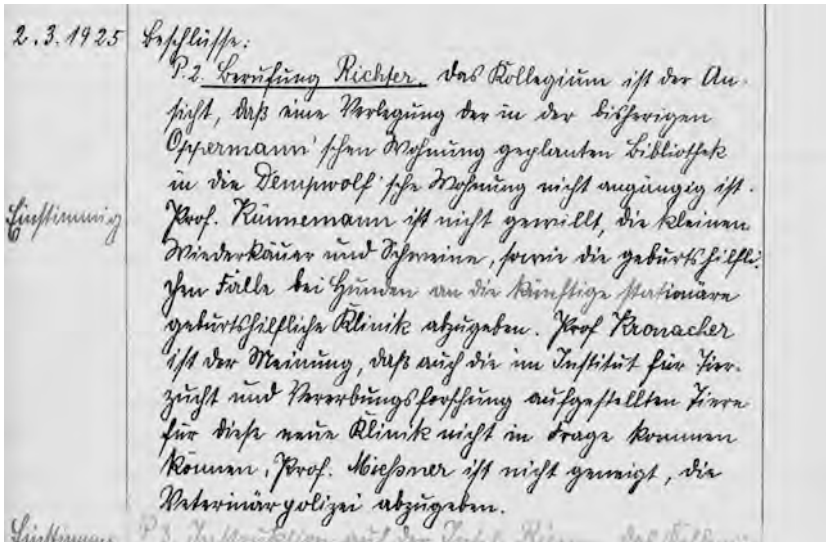 2.3.1925 Beschlüsse:
P. 2. Berufung Richter. Das Kollegium ist der An-
sicht, daß eine Verlegung der in der bisherigen
Oppermann'schen Wohnung geplanten Bibliothek
in die Dempwolf'sche Wohnung nicht angängig ist.
Einstimmig Prof. Künnemann ist nicht gewillt, die kleinen
Wiederkäuer und Schweine, sowie die geburtshilfli-
chen Fälle bei Hunden an die künftige stationäre
geburtshilfliche Klinik abzugeben. Prof Kronacher
ist der Meinung, daß auch die im Institut für Tier-
zucht und Vererbungsforschung aufgestellten Tiere
für diese neue Klinik nicht in Frage kommen
können, Prof. Miessner ist nicht geneigt, die
Veterinärpolizei abzugeben.